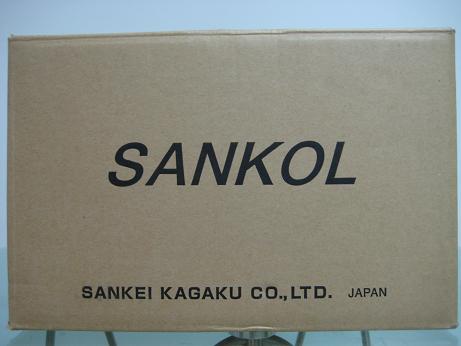 SANKOL
SANKEI KAGAKU CO.,LTD. JAPAN